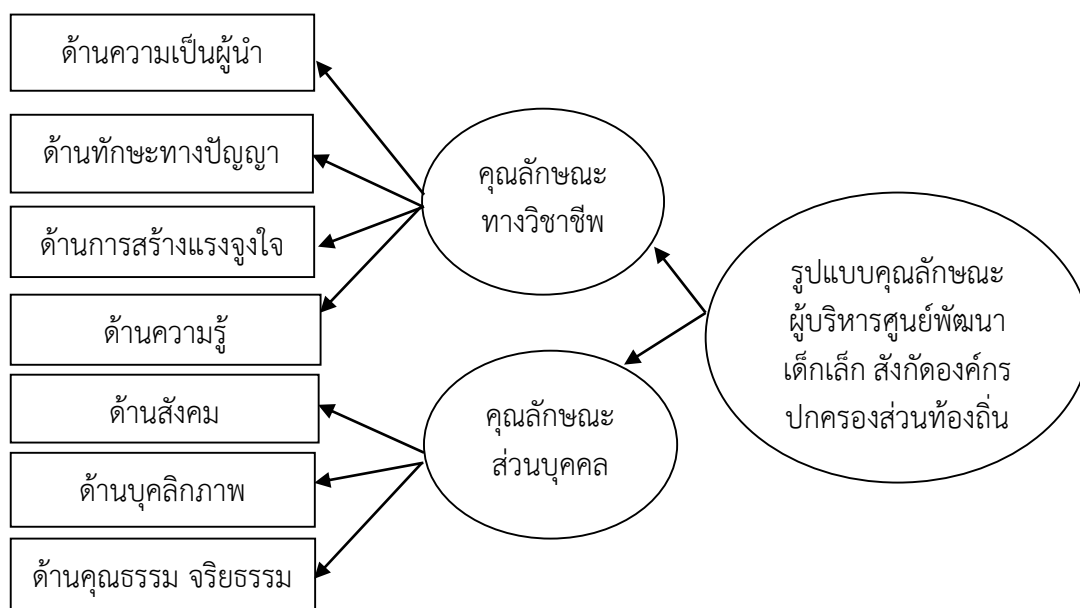 ด้านความเป็นผู้นำ
ด้านทักษะทางปัญญา
ด้านการสร้างแรงจูงใจ
ด้านความรู้
ด้านสังคม
ด้านบุคลิกภาพ
ด้านคุณธรรม จริยธรรม
คุณลักษณะ
ทางวิชาชีพ
คุณลักษณะ
ส่วนบุคคล
รูปแบบคุณลักษณะ
ผู้บริหารศูนย์พัฒนา
เด็กเล็ก สังกัดองค์กร
ปกครองส่วนท้องถิ่น